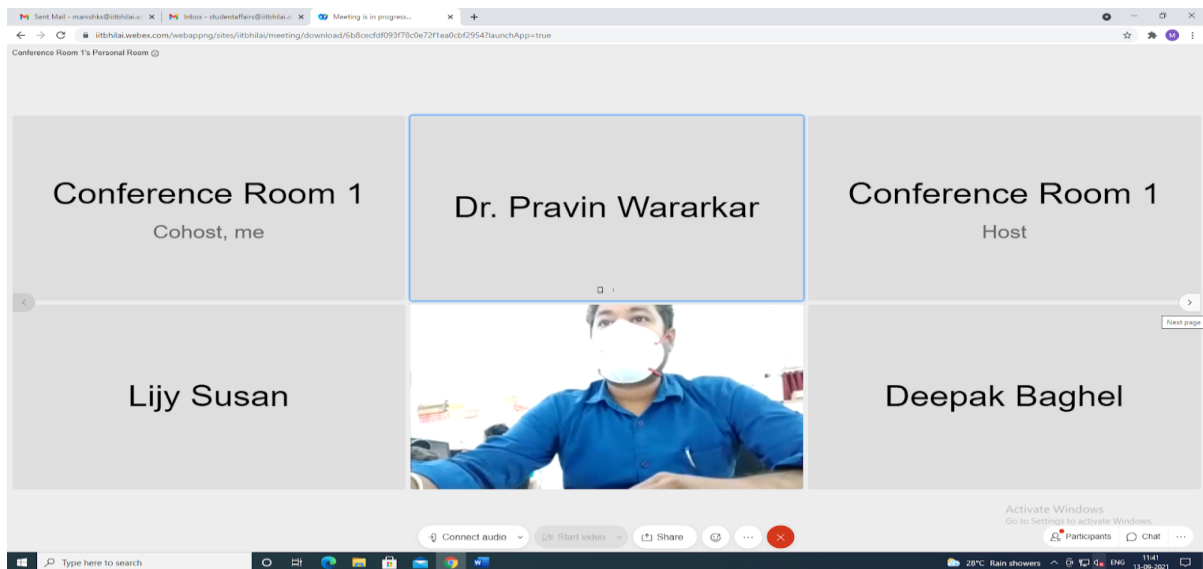 Sent Mail - manishks@iitbhilai.ac
Inbox - studentaffairs@iitbhilai.a
Meeting is in progress...
iitbhilai.webex.com/webappng/sites/iitbhilai/meeting/download/6b8cecfdf093f78c0e72f1ea0cbf2954?launchApp=true
M
Conference Room 1's Personal Room
Conference Room 1
Cohost, me
Dr. Pravin Wararkar
Conference Room 1
Host
Next page
Lijy Susan
Deepak Baghel
Activate Windows
Go to Settings to activate Windows.
Connect audio
Start video
Share
Participants
Chat
Type here to search
28°C Rain showers
ENG
11:41
13-09-2021